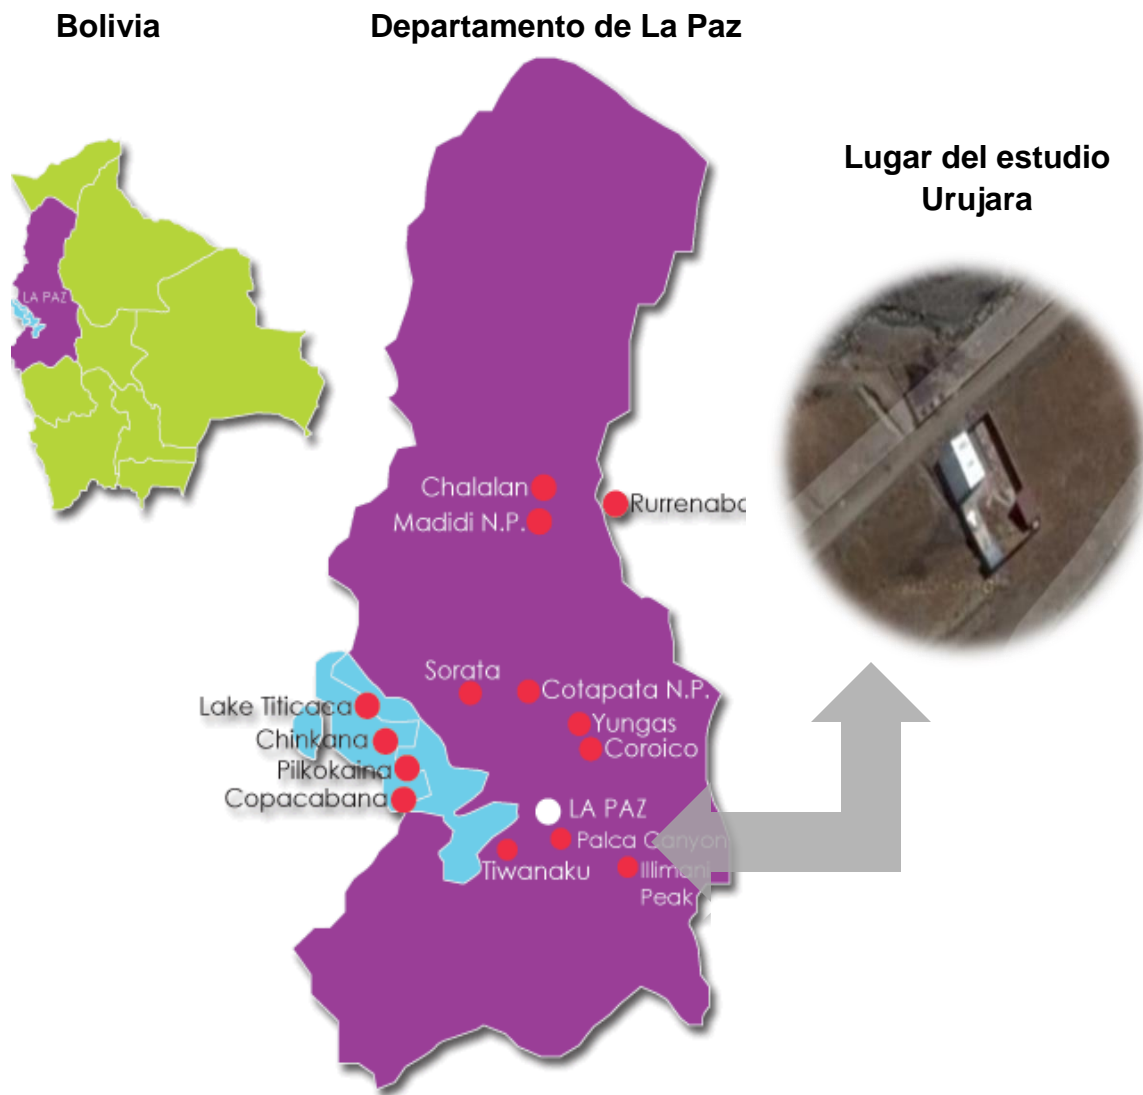 Bolivia
Departamento de La Paz
Lugar del estudio
Urujara
LA PAZ
Chalalan
Madidi N.P.
Rurrenaba
Sorata
Cotapata N.P.
Lake Titicaca
Yungas
Chinkana
Coroico
Pilkokaina
Copacabana
LA PAZ
Palca Canyon
Tiwanaku
Illimani
Peak